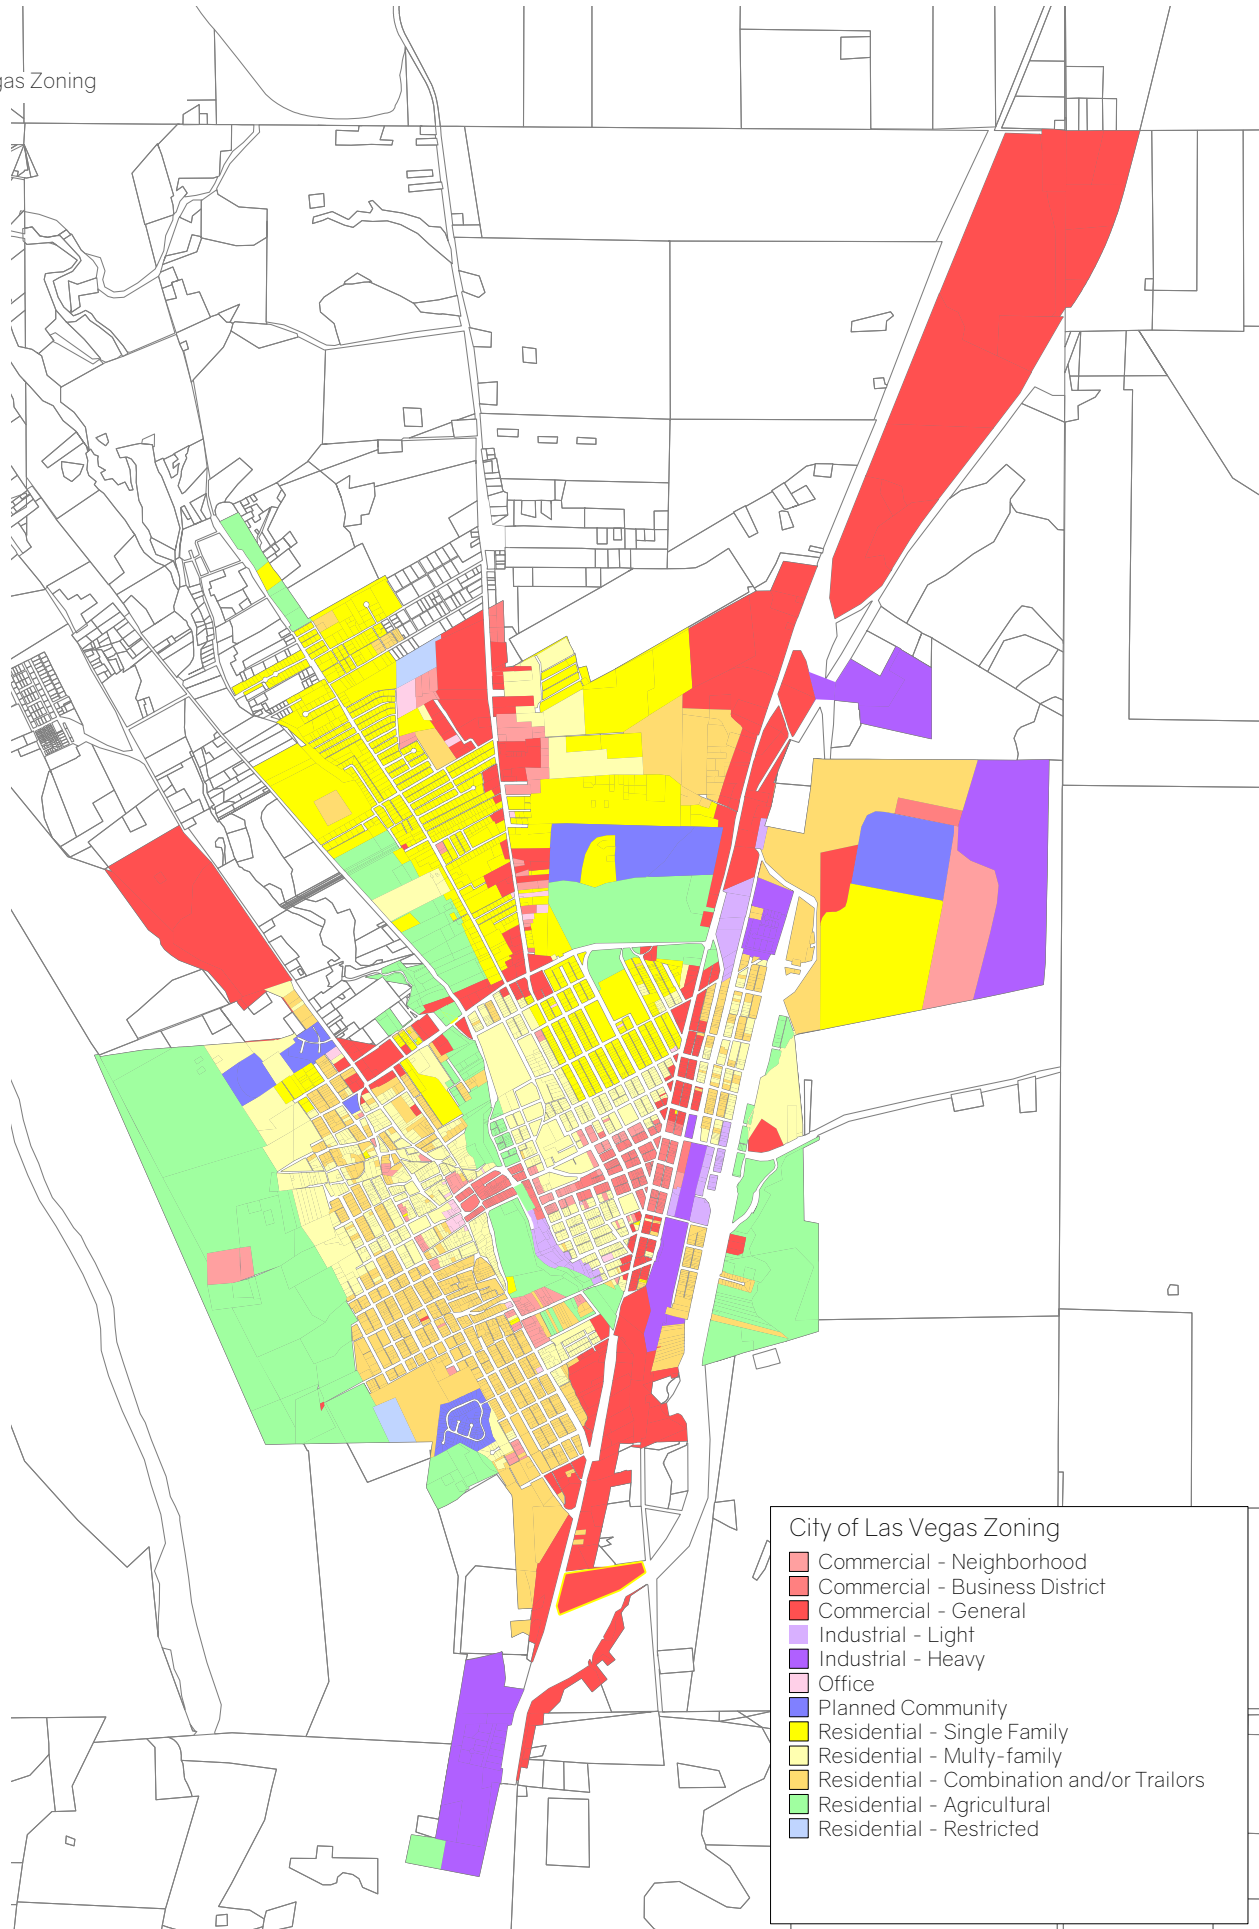 gas Zoning
City of Las Vegas Zoning
Commercial - Neighborhood
Commercial - Business District
Commercial - General
Industrial - Light
Industrial - Heavy
Office
Planned Community
Residential - Single Family
Residential - Multy-family
Residential - Combination and/or Trailors
Residential - Agricultural
Residential - Restricted